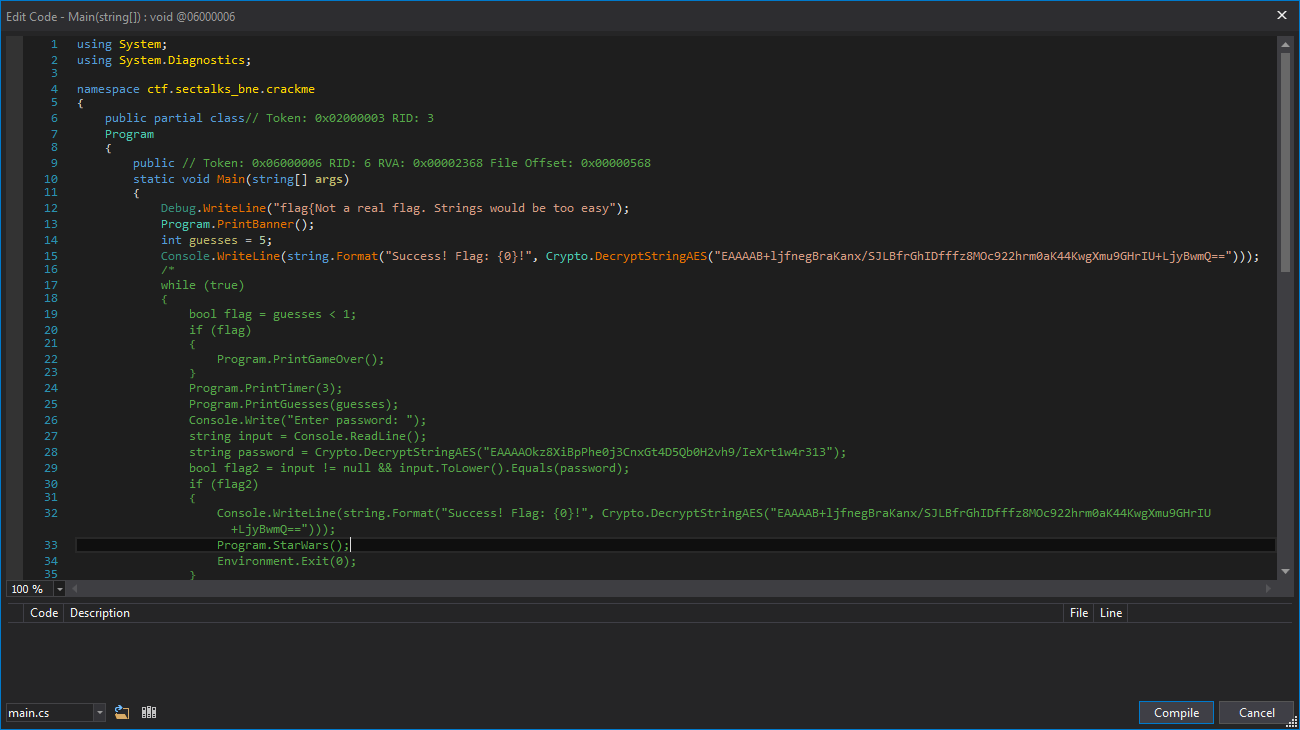 Edit Code - Main(string[]) : void @06000006
1 using System;
2 using System.Diagnostics;
3
4 namespace ctf.sectalks_bne.crackme
5 {
6 public partial class// Token: 0x02000003 RID: 3
7 Program
8 {
9 public // Token: 0x06000006 RID: 6 RVA: 0x00002368 File Offset: 0x00000568
10 static void Main(string[] args)
11 {
12 Debug.WriteLine("flag{Not a real flag. Strings would be too easy");
13 Program.PrintBanner();
14 int guesses = 5;
15 Console.WriteLine(string.Format("Success! Flag: {0}!", Crypto.DecryptStringAES("EAAAAB+ljfnegBraKanx/SJLBfrGhIDfffz8MOc922hrm0aK44KwgXmu9GHrIU+LjyBwmQ==")));
16 /*
17 while (true)
18 {
19 bool flag = guesses < 1;
20 if (flag)
21 {
22 Program.PrintGameOver();
23 }
24 Program.PrintTimer(3);
25 Program.PrintGuesses(guesses);
26 Console.Write("Enter password: ");
27 string input = Console.ReadLine();
28 string password = Crypto.DecryptStringAES("EAAAAOkz8XiBpPhe0j3CnxGt4D5Qb0H2vh9/IeXrt1w4r313");
29 bool flag2 = input != null && input.ToLower().Equals(password);
30 if (flag2)
31 {
32 Console.WriteLine(string.Format("Success! Flag: {0}!", Crypto.DecryptStringAES("EAAAAB+ljfnegBraKanx/SJLBfrGhIDfffz8MOc922hrm0aK44KwgXmu9GHrIU
+LjyBwmQ==")));
33 Program.StarWars();
34 Environment.Exit(0);
35 }
100 %
Code Description File Line
main.cs Compile Cancel